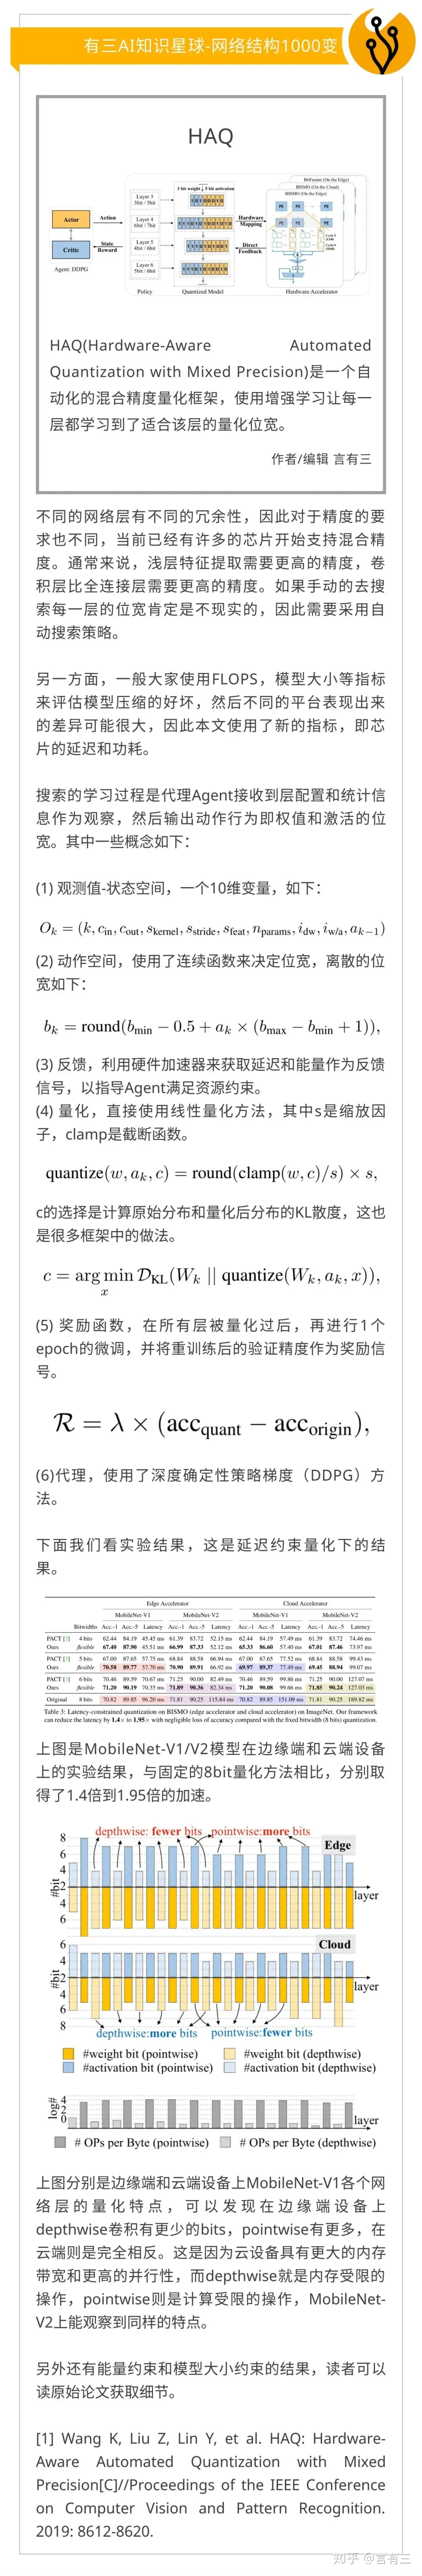 有三AI知识星球-网络结构1000变
HAQ
BitFusion (On the Edge)
BISMO (On the Cloud)
BISMO (On the Edge)
3 bit weight / 5 bit activation
Layer 3
3bit / 5bit
Layer 4
6bit / 7bit
Layer 5
4bit / 6bit
Layer 6
5bit / 6bit
Actor
Action
Critic
State
Reward
Agent: DDPG
Hardware
Mapping
Direct
Feedback
PE PE ... PE
PE PE ... PE
Policy
Quantized Model
Hardware Accelerator
HAQ(Hardware-Aware Automated
Quantization with Mixed Precision)是一个自
动化的混合精度量化框架，使用增强学习让每一
层都学习到了适合该层的量化位宽。
作者/编辑 言有三
不同的网络层有不同的冗余性，因此对于精度的要
求也不同，当前已经有许多的芯片开始支持混合精
度。通常来说，浅层特征提取需要更高的精度，卷
积层比全连接层需要更高的精度。如果手动的去搜
索每一层的位宽肯定是不现实的，因此需要采用自
动搜索策略。
另一方面，一般大家使用FLOPS，模型大小等指标
来评估模型压缩的好坏，然后不同的平台表现出来
的差异可能很大，因此本文使用了新的指标，即芯
片的延迟和功耗。
搜索的学习过程是代理Agent接收到层配置和统计信
息作为观察，然后输出动作行为即权值和激活的位
宽。其中一些概念如下：
(1) 观测值-状态空间，一个10维变量，如下：
O_k = (k, c_in, c_out, s_kernel, s_stride, s_feat, n_params, i_dw, i_w/a, a_k−1)
(2) 动作空间，使用了连续函数来决定位宽，离散的位
宽如下：
b_k = round(b_min − 0.5 + a_k × (b_max − b_min + 1)),
(3) 反馈，利用硬件加速器来获取延迟和能量作为反馈
信号，以指导Agent满足资源约束。
(4) 量化，直接使用线性量化方法，其中s是缩放因
子，clamp是截断函数。
quantize(w, a_k, c) = round(clamp(w, c)/s) × s,
c的选择是计算原始分布和量化后分布的KL散度，这也
是很多框架中的做法。
c = arg min D_KL(W_k || quantize(W_k, a_k, x)),
x
(5) 奖励函数，在所有层被量化过后，再进行1个
epoch的微调，并将重训练后的验证精度作为奖励信
号。
R = λ × (acc_quant − acc_origin),
(6)代理，使用了深度确定性策略梯度（DDPG）方
法。
下面我们看实验结果，这是延迟约束量化下的结
果。
Edge Accelerator Cloud Accelerator
MobileNet-V1 MobileNet-V2 MobileNet-V1 MobileNet-V2
Bitwidths Acc.-1 Acc.-5 Latency Acc.-1 Acc.-5 Latency Acc.-1 Acc.-5 Latency Acc.-1 Acc.-5 Latency
PACT [3] 4 bits 62.44 84.19 45.45 ms 61.39 83.72 52.15 ms 62.44 84.19 57.49 ms 61.39 83.72 74.46 ms
Ours flexible 67.40 87.90 45.51 ms 66.99 87.33 52.12 ms 65.33 86.60 57.40 ms 67.01 87.46 73.97 ms
PACT [3] 5 bits 67.00 87.65 57.75 ms 68.84 88.58 66.94 ms 67.00 87.65 77.52 ms 68.84 88.58 99.43 ms
Ours flexible 70.58 89.77 57.70 ms 70.90 89.91 66.92 ms 69.97 89.37 77.49 ms 69.45 88.94 99.07 ms
PACT [3] 6 bits 70.46 89.59 70.67 ms 71.25 90.00 82.49 ms 70.46 89.59 99.86 ms 71.25 90.00 127.07 ms
Ours flexible 71.20 90.19 70.35 ms 71.89 90.36 82.34 ms 71.20 90.08 99.66 ms 71.85 90.24 127.03 ms
Original 8 bits 70.82 89.85 96.20 ms 71.81 90.25 115.84 ms 70.82 89.85 151.09 ms 71.81 90.25 189.82 ms
Table 3: Latency-constrained quantization on BISMO (edge accelerator and cloud accelerator) on ImageNet. Our framework
can reduce the latency by 1.4× to 1.95× with negligible loss of accuracy compared with the fixed bitwidth (8 bits) quantization.
上图是MobileNet-V1/V2模型在边缘端和云端设备
上的实验结果，与固定的8bit量化方法相比，分别取
得了1.4倍到1.95倍的加速。
depthwise: fewer bits pointwise:more bits
Edge
8
6
4
2
4
6
#bit
layer
Cloud
6
4
2
4
6
8
#bit
layer
depthwise:more bits pointwise:fewer bits
#weight bit (pointwise) #weight bit (depthwise)
#activation bit (pointwise) #activation bit (depthwise)
log#
4
2
0
layer
# OPs per Byte (pointwise) # OPs per Byte (depthwise)
上图分别是边缘端和云端设备上MobileNet-V1各个网
络层的量化特点，可以发现在边缘端设备上
depthwise卷积有更少的bits，pointwise有更多，在
云端则是完全相反。这是因为云设备具有更大的内存
带宽和更高的并行性，而depthwise就是内存受限的
操作，pointwise则是计算受限的操作，MobileNet-
V2上能观察到同样的特点。
另外还有能量约束和模型大小约束的结果，读者可以
读原始论文获取细节。
[1] Wang K, Liu Z, Lin Y, et al. HAQ: Hardware-
Aware Automated Quantization with Mixed
Precision[C]//Proceedings of the IEEE Conference
on Computer Vision and Pattern Recognition.
2019: 8612-8620.
知乎 @言有三